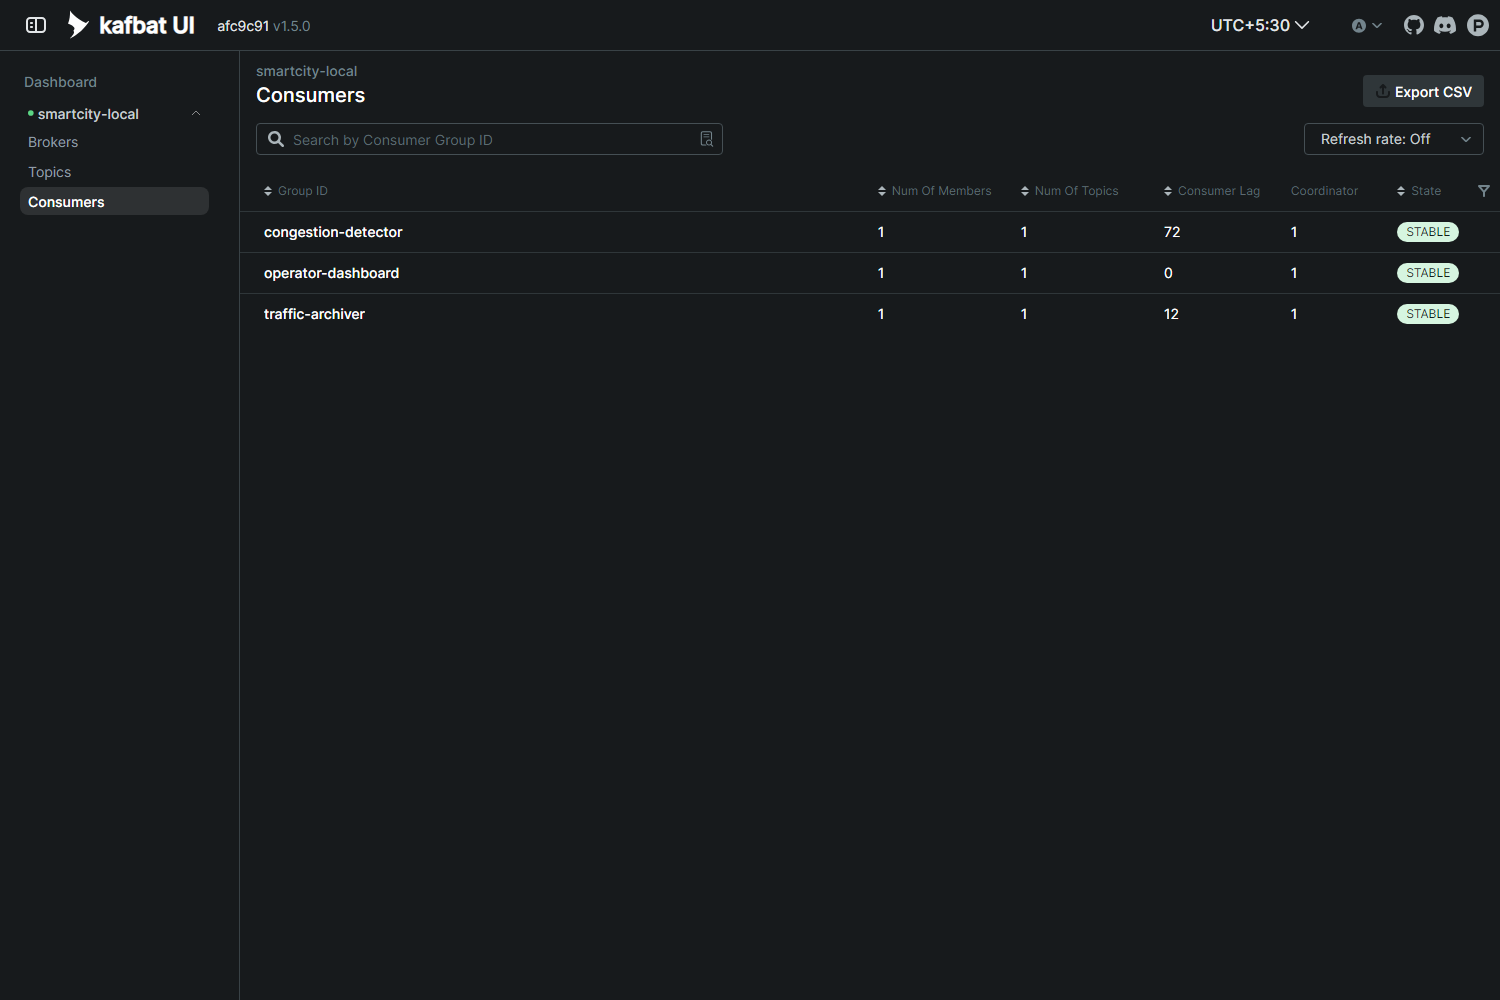 kafbat UI afc9c91 v1.5.0 UTC+5:30 A P
Dashboard
smartcity-local
Brokers
Topics
Consumers
smartcity-local
Consumers
Export CSV
Search by Consumer Group ID
Refresh rate: Off
Group ID Num Of Members Num Of Topics Consumer Lag Coordinator State
congestion-detector 1 1 72 1 STABLE
operator-dashboard 1 1 0 1 STABLE
traffic-archiver 1 1 12 1 STABLE